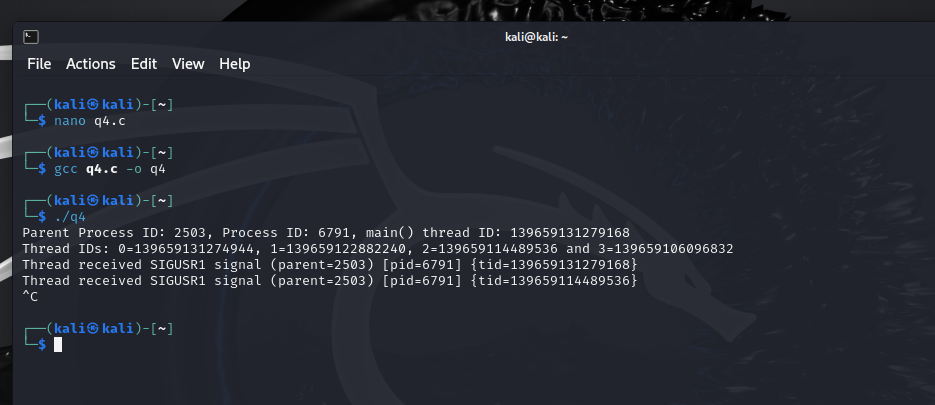 kali@kali: ~
File Actions Edit View Help
┌──(kali㉿kali)-[~]
└─$ nano q4.c
┌──(kali㉿kali)-[~]
└─$ gcc q4.c -o q4
┌──(kali㉿kali)-[~]
└─$ ./q4
Parent Process ID: 2503, Process ID: 6791, main() thread ID: 139659131279168
Thread IDs: 0=139659131274944, 1=139659122882240, 2=139659114489536 and 3=139659106096832
Thread received SIGUSR1 signal (parent=2503) [pid=6791] {tid=139659131279168}
Thread received SIGUSR1 signal (parent=2503) [pid=6791] {tid=139659114489536}
^C
┌──(kali㉿kali)-[~]
└─$